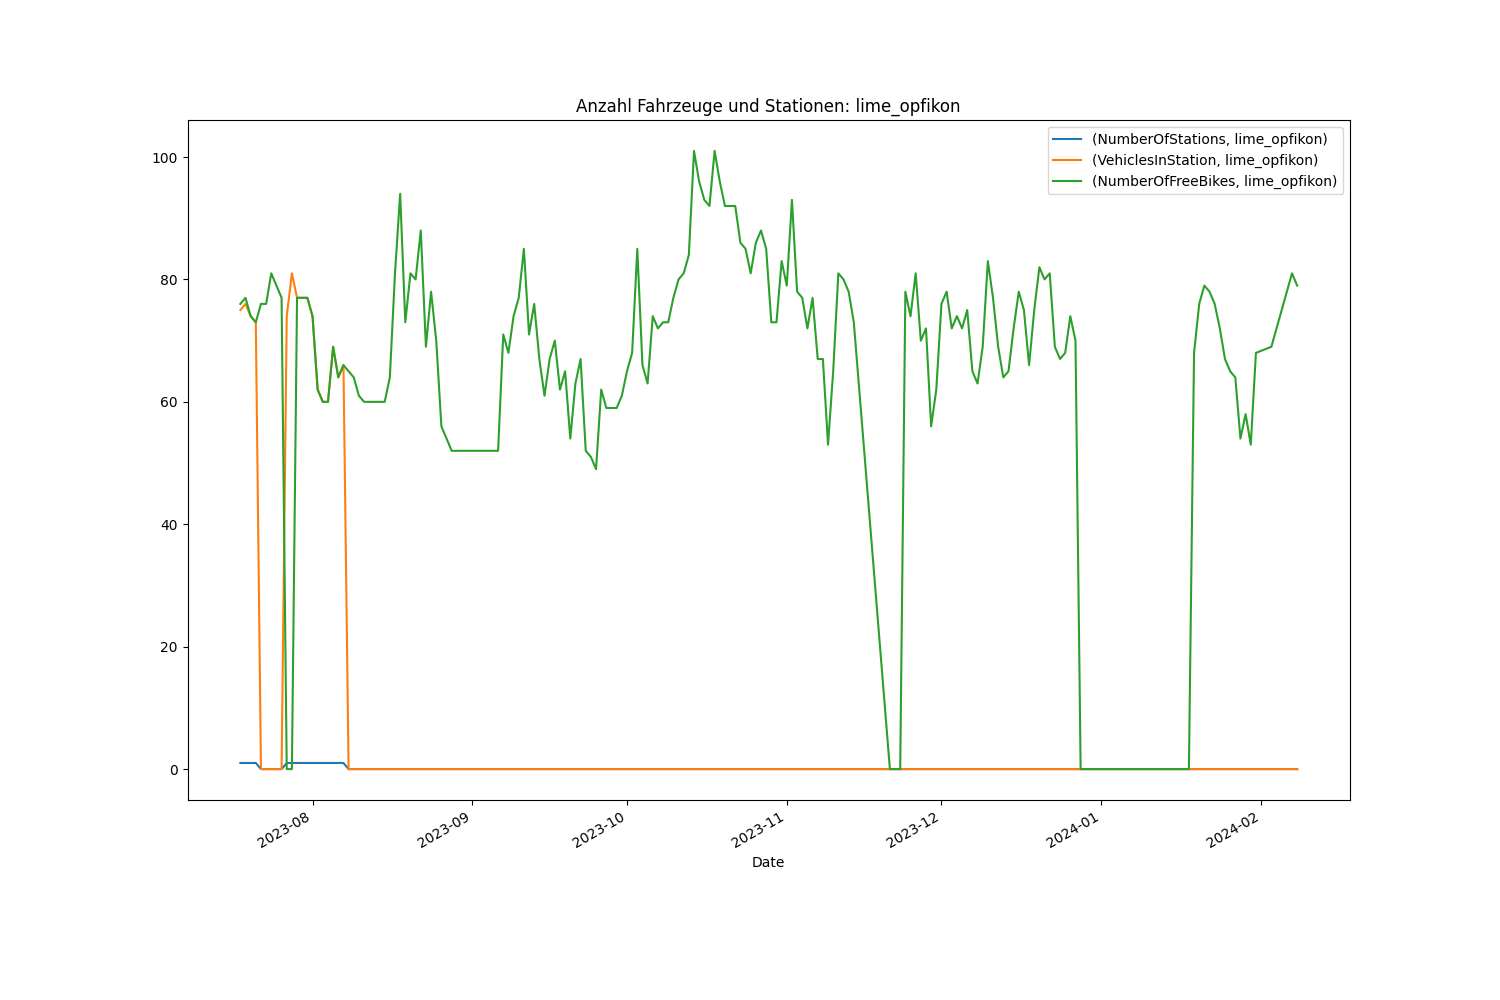 Anzahl Fahrzeuge und Stationen: lime_opfikon
(NumberOfStations, lime_opfikon)
(VehiclesInStation, lime_opfikon)
(NumberOfFreeBikes, lime_opfikon)
100
80
60
40
20
0
2023-08
2023-09
2023-10
2023-11
2023-12
2024-01
2024-02
Date